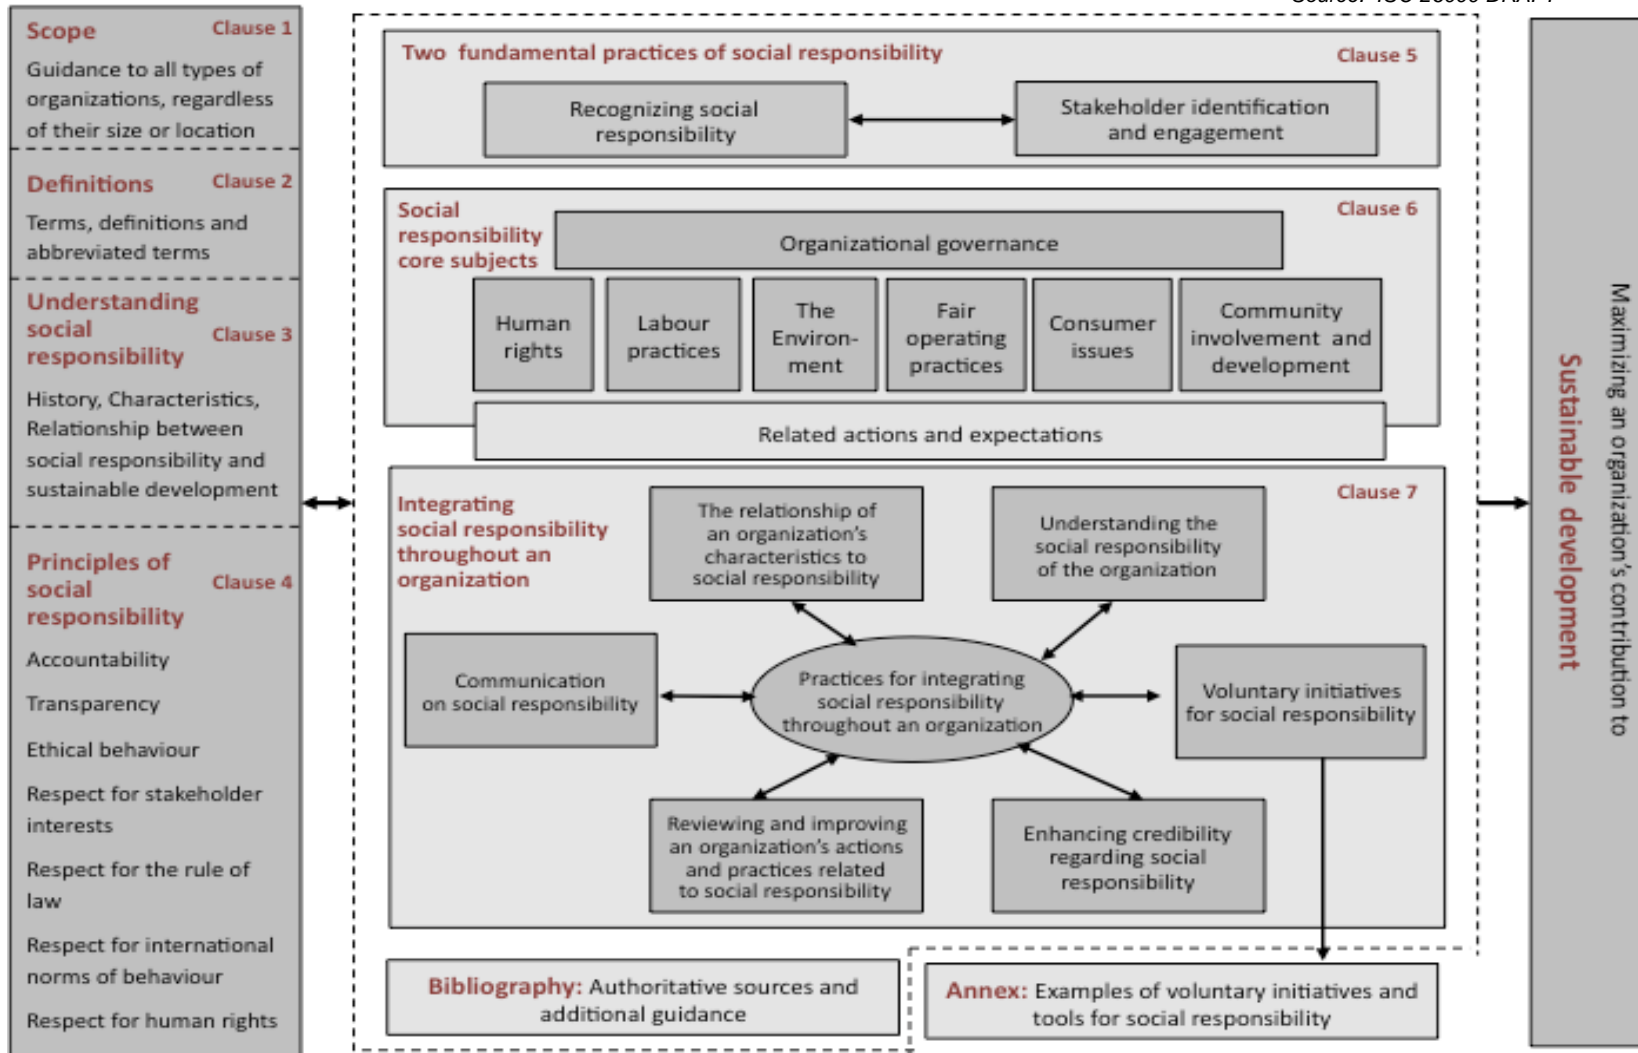 Scope Clause 1
Guidance to all types of
organizations, regardless
of their size or location
Definitions Clause 2
Terms, definitions and
abbreviated terms
Understanding
social
responsibility Clause 3
History, Characteristics,
Relationship between
social responsibility and
sustainable development
Principles of
social
responsibility Clause 4
Accountability
Transparency
Ethical behaviour
Respect for stakeholder
interests
Respect for the rule of
law
Respect for international
norms of behaviour
Respect for human rights
Two fundamental practices of social responsibility Clause 5
Recognizing social
responsibility
Stakeholder identification
and engagement
Social
responsibility
core subjects
Clause 6
Organizational governance
Human
rights
Labour
practices
The
Environ-
ment
Fair
operating
practices
Consumer
issues
Community
involvement and
development
Related actions and expectations
Integrating
social responsibility
throughout an
organization
Clause 7
The relationship of
an organization's
characteristics to
social responsibility
Understanding the
social responsibility
of the organization
Communication
on social responsibility
Practices for integrating
social responsibility
throughout an organization
Voluntary initiatives
for social responsibility
Reviewing and improving
an organization's actions
and practices related
to social responsibility
Enhancing credibility
regarding social
responsibility
Bibliography: Authoritative sources and
additional guidance
Annex: Examples of voluntary initiatives and
tools for social responsibility
Maximizing an organization's contribution to
Sustainable development